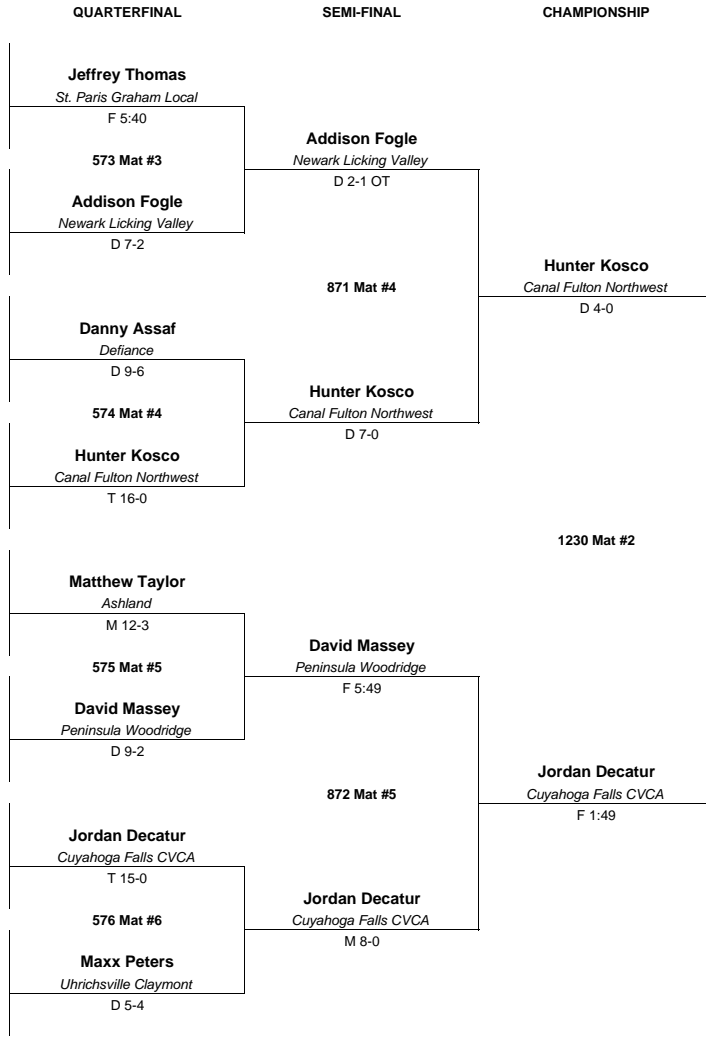 QUARTERFINAL
SEMI-FINAL
CHAMPIONSHIP
Jeffrey Thomas
St. Paris Graham Local
F 5:40
573 Mat #3
Addison Fogle
Newark Licking Valley
D 7-2
Danny Assaf
Defiance
D 9-6
574 Mat #4
Hunter Kosco
Canal Fulton Northwest
T 16-0
Matthew Taylor
Ashland
M 12-3
575 Mat #5
David Massey
Peninsula Woodridge
D 9-2
Jordan Decatur
Cuyahoga Falls CVCA
T 15-0
576 Mat #6
Maxx Peters
Uhrichsville Claymont
D 5-4
Addison Fogle
Newark Licking Valley
D 2-1 OT
871 Mat #4
Hunter Kosco
Canal Fulton Northwest
D 7-0
David Massey
Peninsula Woodridge
F 5:49
872 Mat #5
Jordan Decatur
Cuyahoga Falls CVCA
M 8-0
Hunter Kosco
Canal Fulton Northwest
D 4-0
1230 Mat #2
Jordan Decatur
Cuyahoga Falls CVCA
F 1:49